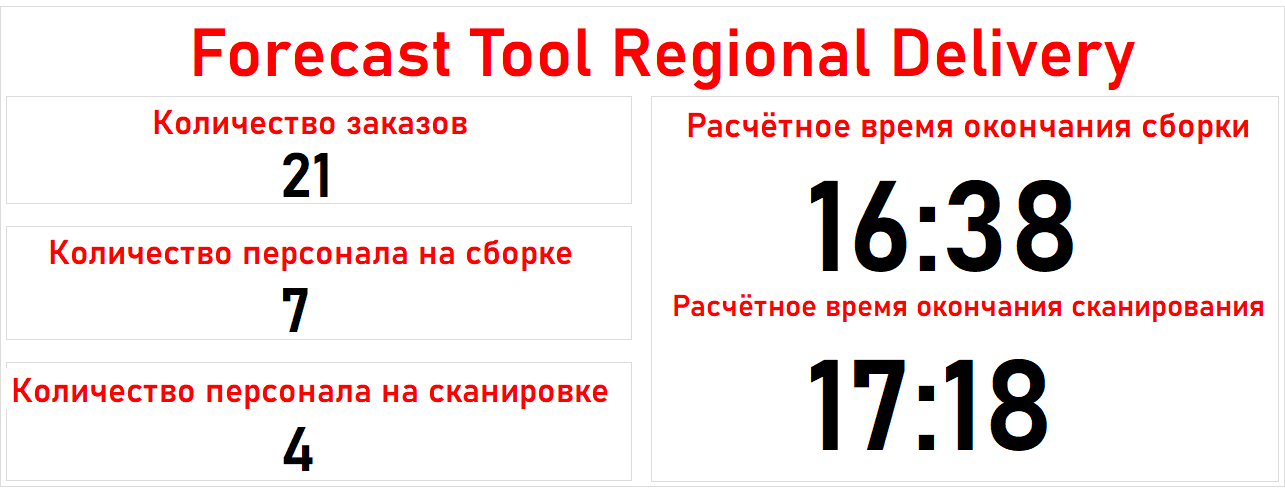 Forecast Tool Regional Delivery
Количество заказов
21
Количество персонала на сборке
7
Количество персонала на сканировке
4
Расчётное время окончания сборки
16:38
Расчётное время окончания сканирования
17:18